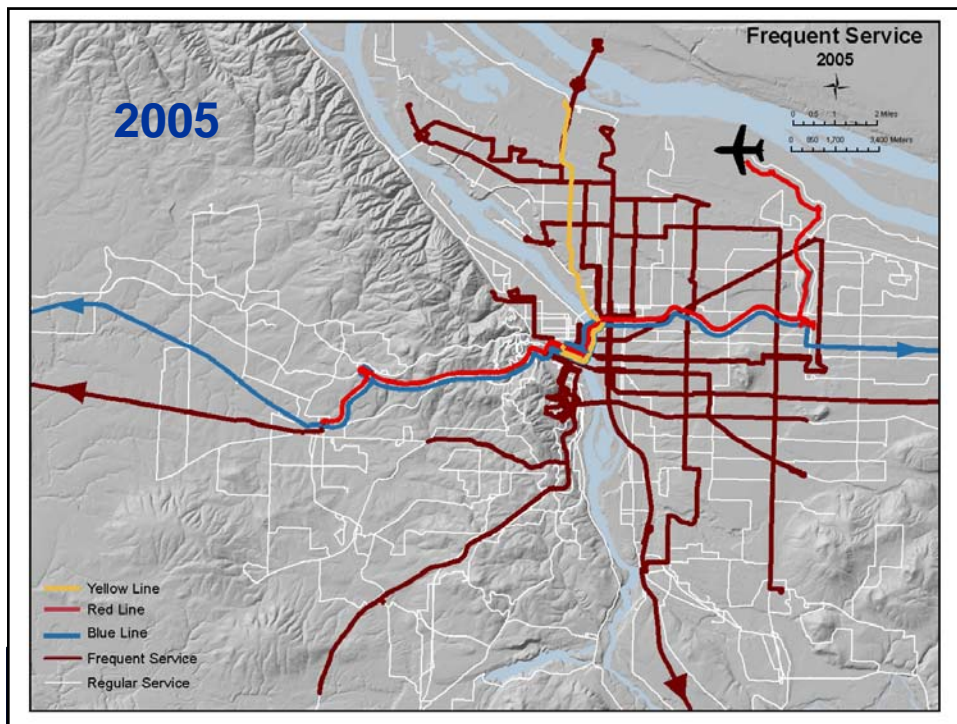 2005
Frequent Service
2005
0 0.5 1 2 Miles
0 850 1,700 3,400 Meters
Yellow Line
Red Line
Blue Line
Frequent Service
Regular Service